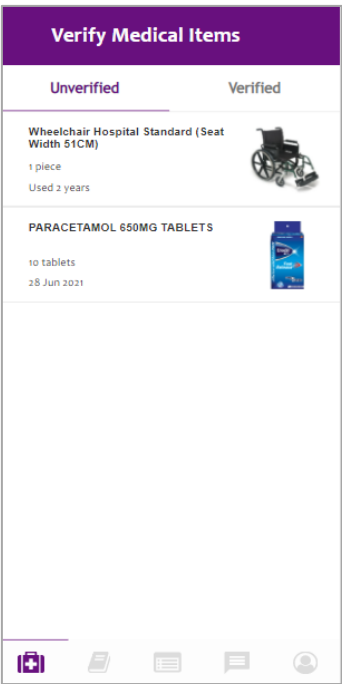 Verify Medical Items
Unverified
Verified
Wheelchair Hospital Standard (Seat
Width 51CM)
1 piece
Used 2 years
PARACETAMOL 650MG TABLETS
10 tablets
28 Jun 2021